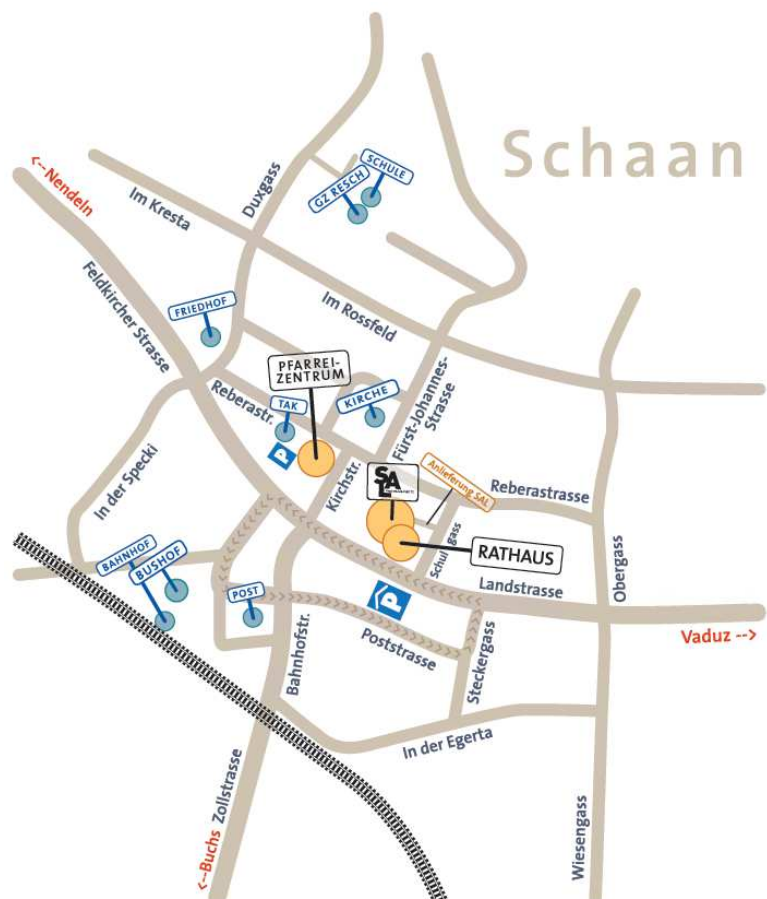 Schaan
<--Nendeln
Im Kresta
Duxgass
SCHULE
GZ RESCH
Feldkircher Strasse
FRIEDHOF
Im Rossfeld
PFARREI-
ZENTRUM
Reberastr.
TAK
KIRCHE
Fürst-Johannes-
Strasse
P
In der Specki
Kirchstr.
SAL
Anlieferung SAL
Reberastrasse
Schulgass
RATHAUS
BAHNHOF
BUSHOF
POST
P
Landstrasse
Obergass
Vaduz -->
Bahnhofstr.
Poststrasse
Steckergass
In der Egerta
Zollstrasse
<--Buchs
Wiesengass